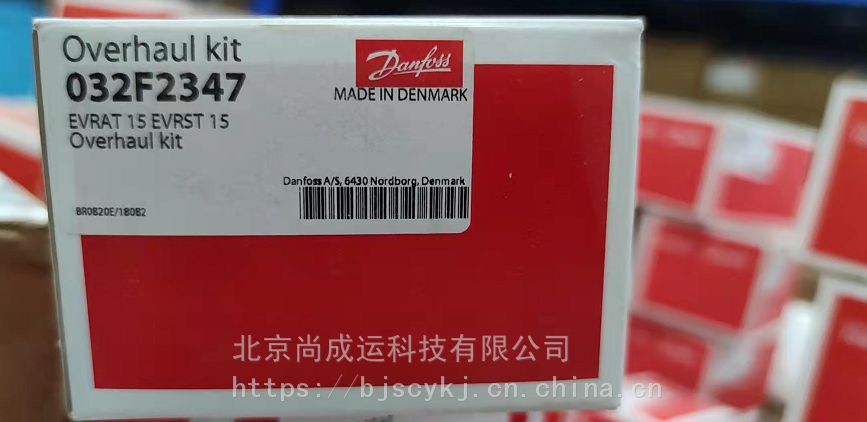 Overhaul kit
032F2347
EVRAT 15 EVRST 15
Overhaul kit
Danfoss
MADE IN DENMARK
Danfoss A/S, 6430 Nordborg, Denmark
BR0820E/180B2
北京尚成运科技有限公司
https://bjscykj.cn.china.cn